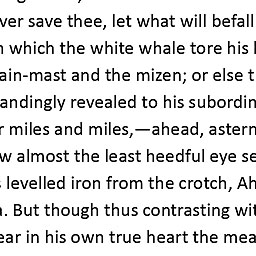 ver save thee, let what will befall
which the white whale tore his
ain-mast and the mizen; or else
andingly revealed to his subordin
miles and miles,—ahead, astern
w almost the least heedful eye se
levelled iron from the crotch, Ah
. But though thus contrasting wit
ear in his own true heart the mea